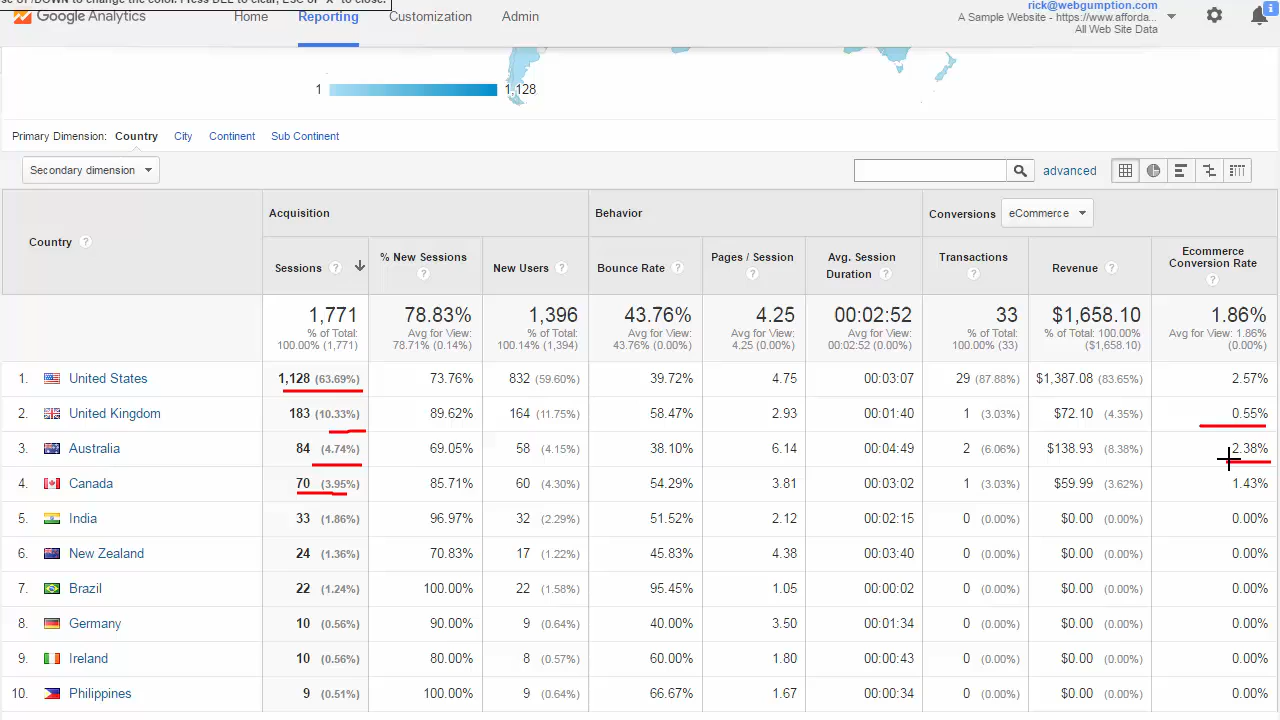 se UP/DOWN to change the color. Press DEL to clear, ESC or 'X' to close.
Google Analytics
Home Reporting Customization Admin
rick@webgumption.com
A Sample Website - https://www.afforda...
All Web Site Data
1 1,128
Primary Dimension: Country City Continent Sub Continent
Secondary dimension advanced
Acquisition Behavior Conversions eCommerce
Country ? Sessions ? % New Sessions ? New Users ? Bounce Rate ? Pages / Session ? Avg. Session Duration ? Transactions ? Revenue ? Ecommerce Conversion Rate ?
1,771 78.83% 1,396 43.76% 4.25 00:02:52 33 $1,658.10 1.86%
% of Total: Avg for View: % of Total: Avg for View: Avg for View: Avg for View: % of Total: % of Total: 100.00% Avg for View: 1.86%
100.00% (1,771) 78.71% (0.14%) 100.14% (1,394) 43.76% (0.00%) 4.25 (0.00%) 00:02:52 (0.00%) 100.00% (33) ($1,658.10) (0.00%)
1. United States 1,128 (63.69%) 73.76% 832 (59.60%) 39.72% 4.75 00:03:07 29 (87.88%) $1,387.08 (83.65%) 2.57%
2. United Kingdom 183 (10.33%) 89.62% 164 (11.75%) 58.47% 2.93 00:01:40 1 (3.03%) $72.10 (4.35%) 0.55%
3. Australia 84 (4.74%) 69.05% 58 (4.15%) 38.10% 6.14 00:04:49 2 (6.06%) $138.93 (8.38%) 2.38%
4. Canada 70 (3.95%) 85.71% 60 (4.30%) 54.29% 3.81 00:03:02 1 (3.03%) $59.99 (3.62%) 1.43%
5. India 33 (1.86%) 96.97% 32 (2.29%) 51.52% 2.12 00:02:15 0 (0.00%) $0.00 (0.00%) 0.00%
6. New Zealand 24 (1.36%) 70.83% 17 (1.22%) 45.83% 4.38 00:03:40 0 (0.00%) $0.00 (0.00%) 0.00%
7. Brazil 22 (1.24%) 100.00% 22 (1.58%) 95.45% 1.05 00:00:02 0 (0.00%) $0.00 (0.00%) 0.00%
8. Germany 10 (0.56%) 90.00% 9 (0.64%) 40.00% 3.50 00:01:34 0 (0.00%) $0.00 (0.00%) 0.00%
9. Ireland 10 (0.56%) 80.00% 8 (0.57%) 60.00% 1.80 00:00:43 0 (0.00%) $0.00 (0.00%) 0.00%
10. Philippines 9 (0.51%) 100.00% 9 (0.64%) 66.67% 1.67 00:00:34 0 (0.00%) $0.00 (0.00%) 0.00%